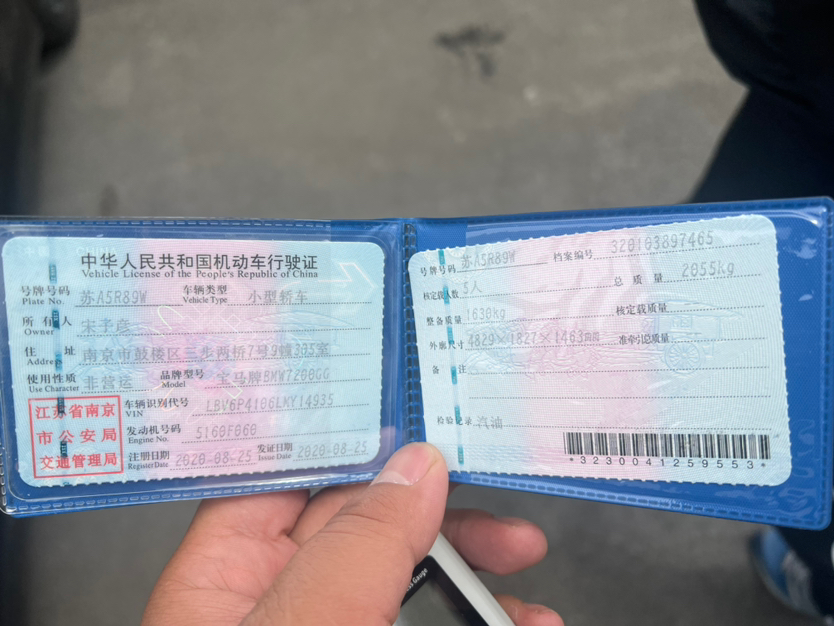 中华人民共和国机动车行驶证
Vehicle License of the People's Republic of China
号牌号码 Plate No. 苏A5R89W 车辆类型 Vehicle Type 小型轿车
所有人 Owner 宋子彦
住址 Address 南京市鼓楼区三步两桥7号9幢305室
使用性质 Use Character 非营运 品牌型号 Model 宝马牌BMW7200GG
江苏省南京
市公安局
交通管理局
车辆识别代号 VIN LBV6P4106LMY14935
发动机号码 Engine No. 5160F060
注册日期 Register Date 2020-08-25 发证日期 Issue Date 2020-08-25
号牌号码 苏A5R89W 档案编号 320103897465
核定载人数 5人 总质量 2055kg
整备质量 1630kg 核定载质量
外廓尺寸 4829×1827×1463mm 准牵引总质量
备注
检验记录 汽油
*3230041259553*
Gauge